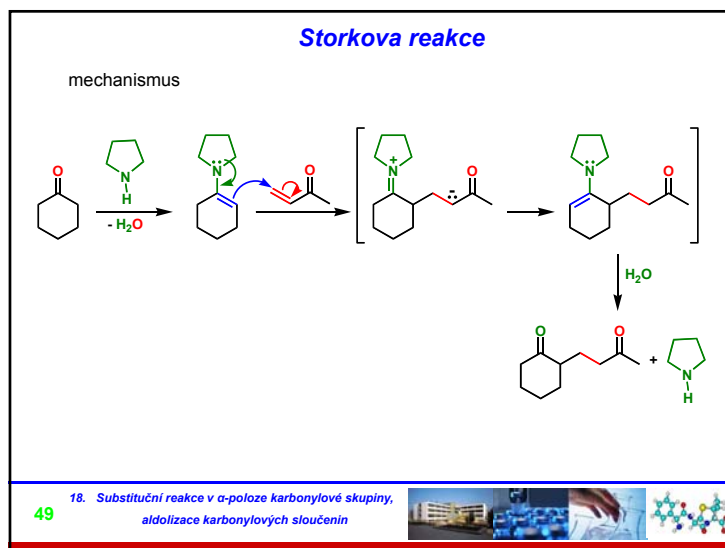 Storkova reakce
mechanismus
O
N
H
- H₂O
N
O
N
+
O
-
N
O
H₂O
O
O
+
N
H
49
18. Substituční reakce v α-poloze karbonylové skupiny,
aldolizace karbonylových sloučenin